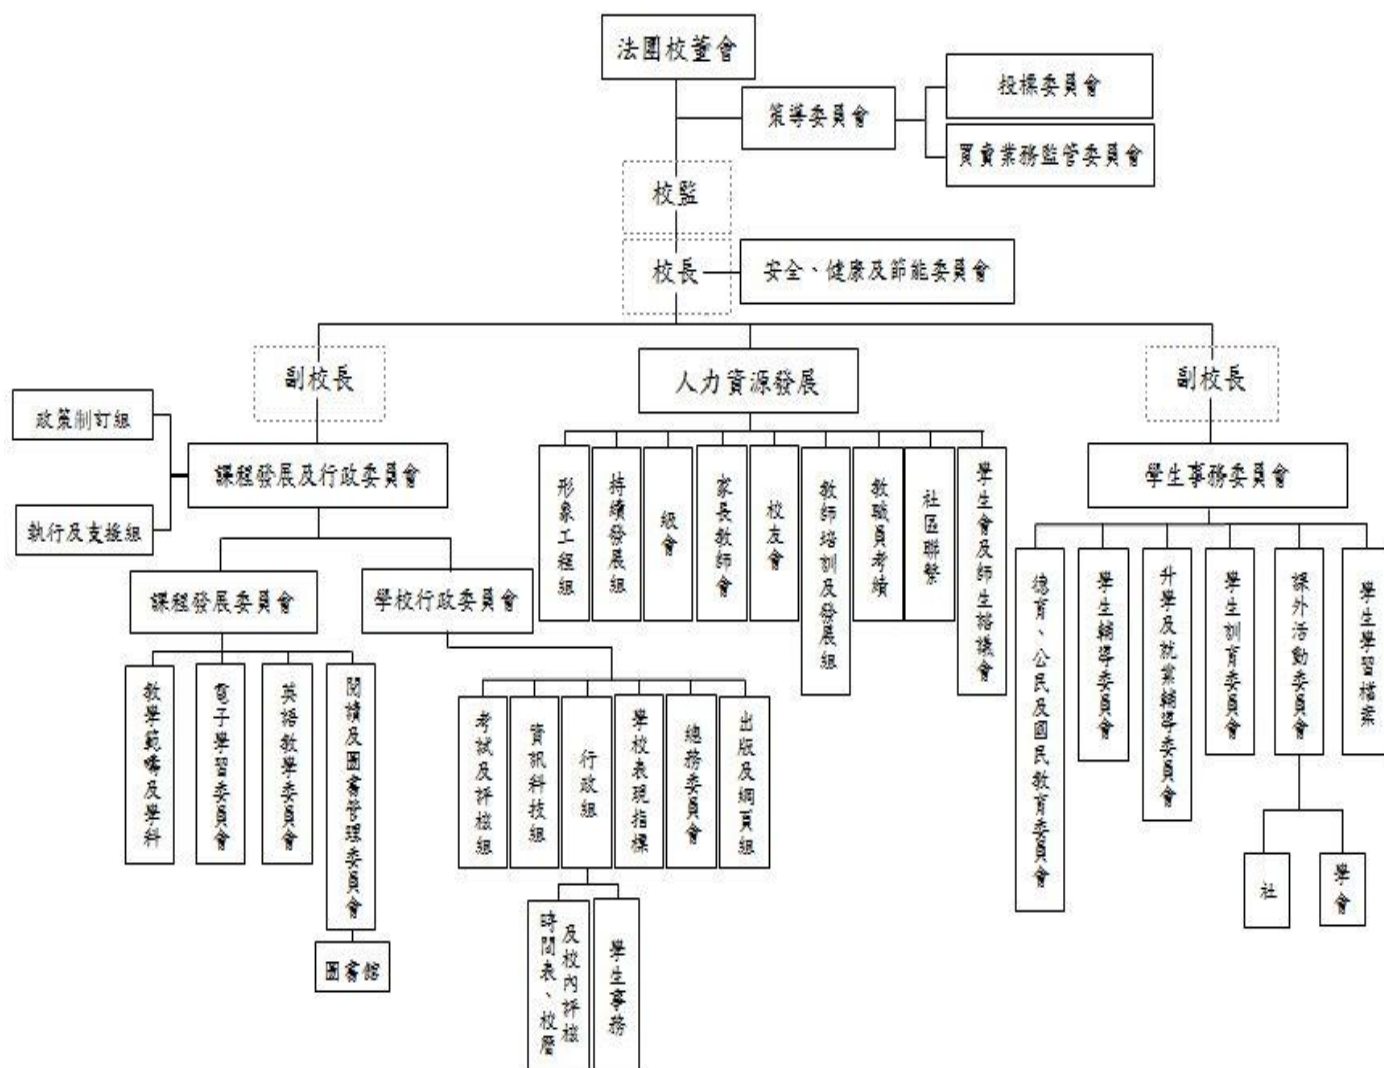 法團校董會
投標委員會
策導委員會
買賣業務監管委員會
校監
校長
安全、健康及節能委員會
副校長
人力資源發展
副校長
政策制訂組
課程發展及行政委員會
學生事務委員會
執行及支援組
形象工程組
持續發展組
級會
家長教師會
校友會
教師培訓及發展組
教職員考績
社區聯繫
學生會及師生諮議會
德育、公民及國民教育委員會
學生輔導委員會
升學及就業輔導委員會
學生訓育委員會
課外活動委員會
學生學習檔案
課程發展委員會
學校行政委員會
教學範疇及學科
電子學習委員會
英語教學委員會
閱讀及圖書管理委員會
考試及評核組
資訊科技組
行政組
學校表現指標
總務委員會
出版及網頁組
社
學會
圖書館
時間表、校曆
及校內評核
學生事務